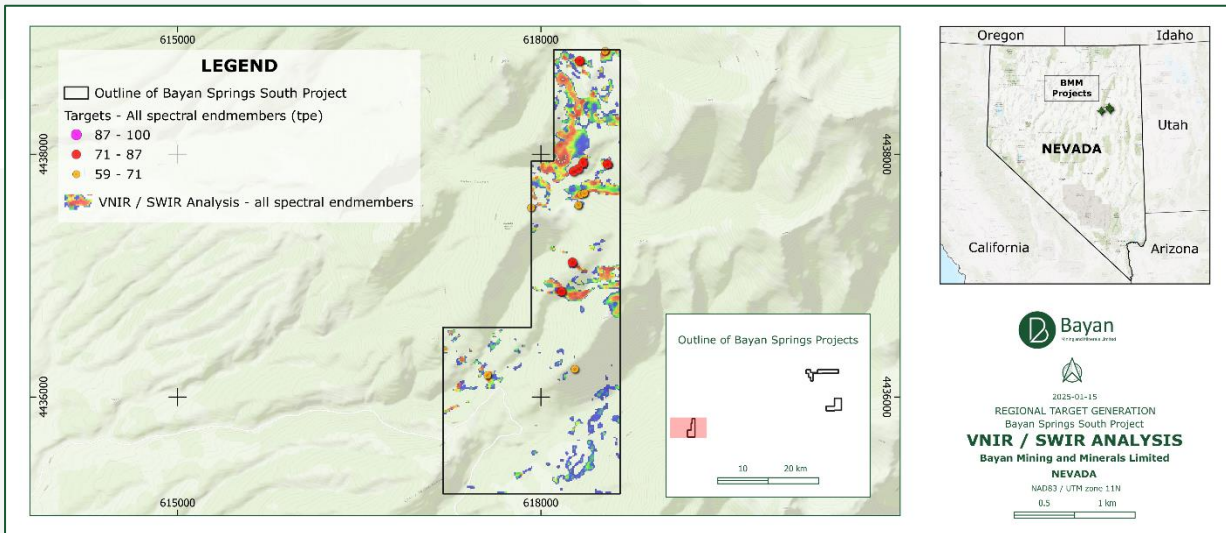 615000
618000
4438000
4436000
LEGEND
Outline of Bayan Springs South Project
Targets - All spectral endmembers (tpe)
87 - 100
71 - 87
59 - 71
VNIR / SWIR Analysis - all spectral endmembers
4438000
4436000
615000
618000
Outline of Bayan Springs Projects
10
20 km
Oregon
Idaho
BMM
Projects
Utah
NEVADA
California
Arizona
Bayan
Mining and Minerals Limited
2025-01-15
REGIONAL TARGET GENERATION
Bayan Springs South Project
VNIR / SWIR ANALYSIS
Bayan Mining and Minerals Limited
NEVADA
NAD83 / UTM zone 11N
0.5
1 km